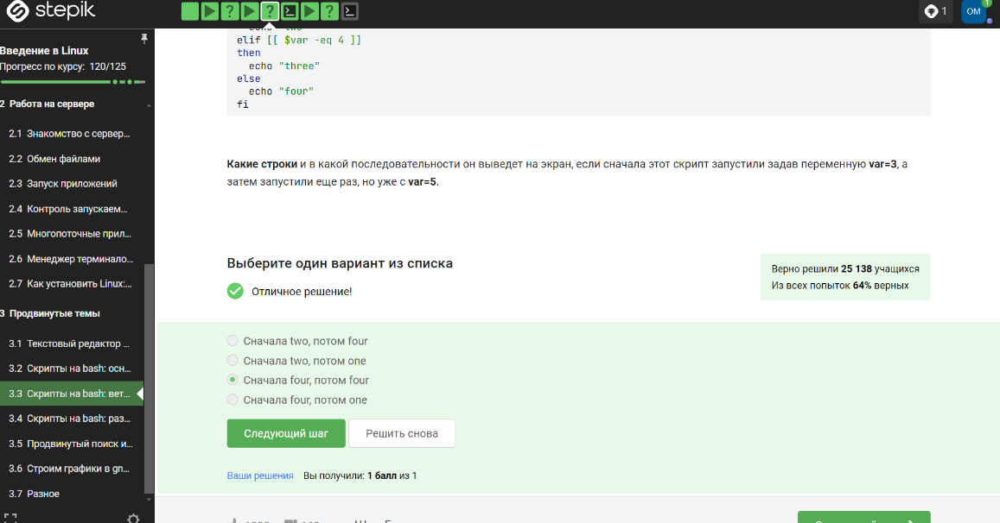 stepik
1
ОМ
1
Введение в Linux
Прогресс по курсу: 120/125
2 Работа на сервере
2.1 Знакомство с сервер...
2.2 Обмен файлами
2.3 Запуск приложений
2.4 Контроль запускаем...
2.5 Многопоточные прил...
2.6 Менеджер терминало...
2.7 Как установить Linux:...
3 Продвинутые темы
3.1 Текстовый редактор ...
3.2 Скрипты на bash: осн...
3.3 Скрипты на bash: вет...
3.4 Скрипты на bash: раз...
3.5 Продвинутый поиск и...
3.6 Строим графики в gn...
3.7 Разное
elif [[ $var -eq 4 ]]
then
echo "three"
else
echo "four"
fi
Какие строки и в какой последовательности он выведет на экран, если сначала этот скрипт запустили задав переменную var=3, а
затем запустили еще раз, но уже с var=5.
Выберите один вариант из списка
Отличное решение!
Верно решили 25 138 учащихся
Из всех попыток 64% верных
Сначала two, потом four
Сначала two, потом one
Сначала four, потом four
Сначала four, потом one
Следующий шаг
Решить снова
Ваши решения Вы получили: 1 балл из 1